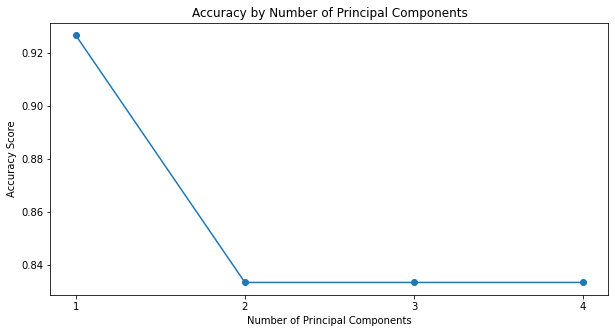 Accuracy by Number of Principal Components
0.92
0.90
0.88
0.86
0.84
Accuracy Score
1 2 3 4
Number of Principal Components